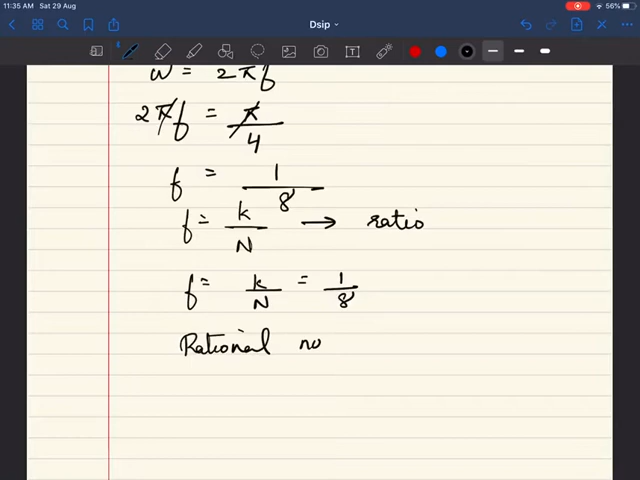 11:35 AM Sat 29 Aug
56%
Dsip
ω = 2πf
2πf = π/4
f = 1/8
f = k/N → ratio
f = k/N = 1/8
Rational no